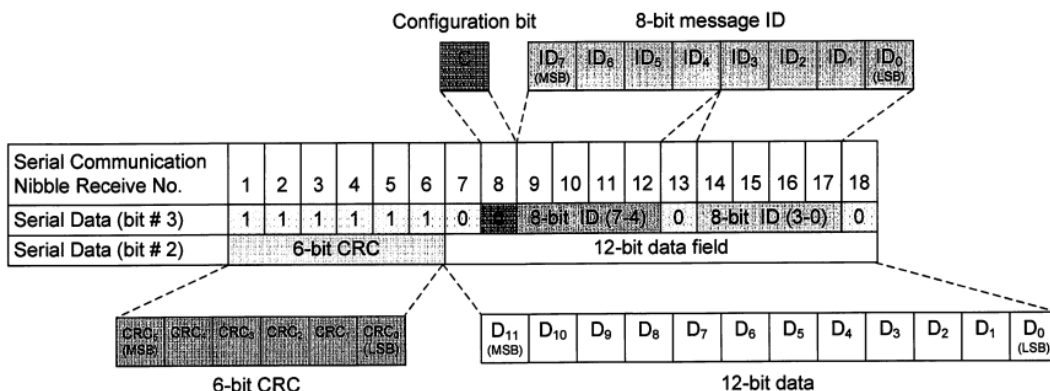 Configuration bit 8-bit message ID
C ID7 (MSB) ID6 ID5 ID4 ID3 ID2 ID1 ID0 (LSB)
Serial Communication Nibble Receive No. 1 2 3 4 5 6 7 8 9 10 11 12 13 14 15 16 17 18
Serial Data (bit # 3) 1 1 1 1 1 1 0 8-bit ID (7-4) 0 8-bit ID (3-0) 0
Serial Data (bit # 2) 6-bit CRC 12-bit data field
CRC5 (MSB) CRC4 CRC3 CRC2 CRC1 CRC0 (LSB) D11 (MSB) D10 D9 D8 D7 D6 D5 D4 D3 D2 D1 D0 (LSB)
6-bit CRC 12-bit data